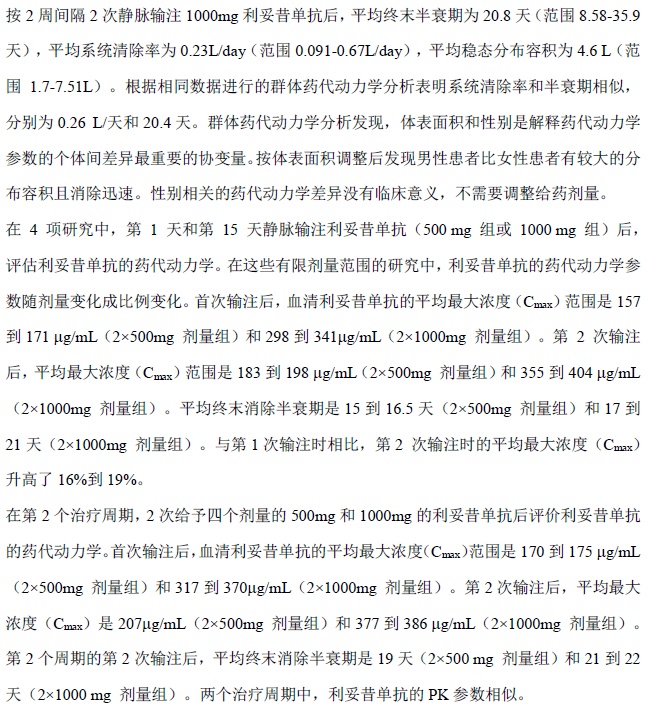 按 2 周间隔 2 次静脉输注 1000mg 利妥昔单抗后，平均终末半衰期为 20.8 天（范围 8.58-35.9
天），平均系统清除率为 0.23L/day（范围 0.091-0.67L/day），平均稳态分布容积为 4.6 L（范
围 1.7-7.51L）。根据相同数据进行的群体药代动力学分析表明系统清除率和半衰期相似，
分别为 0.26 L/天和 20.4 天。群体药代动力学分析发现，体表面积和性别是解释药代动力学
参数的个体间差异最重要的协变量。按体表面积调整后发现男性患者比女性患者有较大的分
布容积且消除迅速。性别相关的药代动力学差异没有临床意义，不需要调整给药剂量。
在 4 项研究中，第 1 天和第 15 天静脉输注利妥昔单抗（500 mg 组或 1000 mg 组）后，
评估利妥昔单抗的药代动力学。在这些有限剂量范围的研究中，利妥昔单抗的药代动力学参
数随剂量变化成比例变化。首次输注后，血清利妥昔单抗的平均最大浓度（Cmax）范围是 157
到 171 μg/mL（2×500mg 剂量组）和 298 到 341μg/mL（2×1000mg 剂量组）。第 2 次输注
后，平均最大浓度（Cmax）范围是 183 到 198 μg/mL（2×500mg 剂量组）和 355 到 404 μg/mL
（2×1000mg 剂量组）。平均终末消除半衰期是 15 到 16.5 天（2×500mg 剂量组）和 17 到
21 天（2×1000mg 剂量组）。与第 1 次输注时相比，第 2 次输注时的平均最大浓度（Cmax）
升高了 16%到 19%。
在第 2 个治疗周期，2 次给予四个剂量的 500mg 和 1000mg 的利妥昔单抗后评价利妥昔单抗
的药代动力学。首次输注后，血清利妥昔单抗的平均最大浓度（Cmax）范围是 170 到 175 μg/mL
（2×500mg 剂量组）和 317 到 370μg/mL（2×1000mg 剂量组）。第 2 次输注后，平均最大
浓度（Cmax）是 207μg/mL（2×500mg 剂量组）和 377 到 386 μg/mL（2×1000mg 剂量组）。
第 2 个周期的第 2 次输注后，平均终末消除半衰期是 19 天（2×500 mg 剂量组）和 21 到 22
天（2×1000 mg 剂量组）。两个治疗周期中，利妥昔单抗的 PK 参数相似。